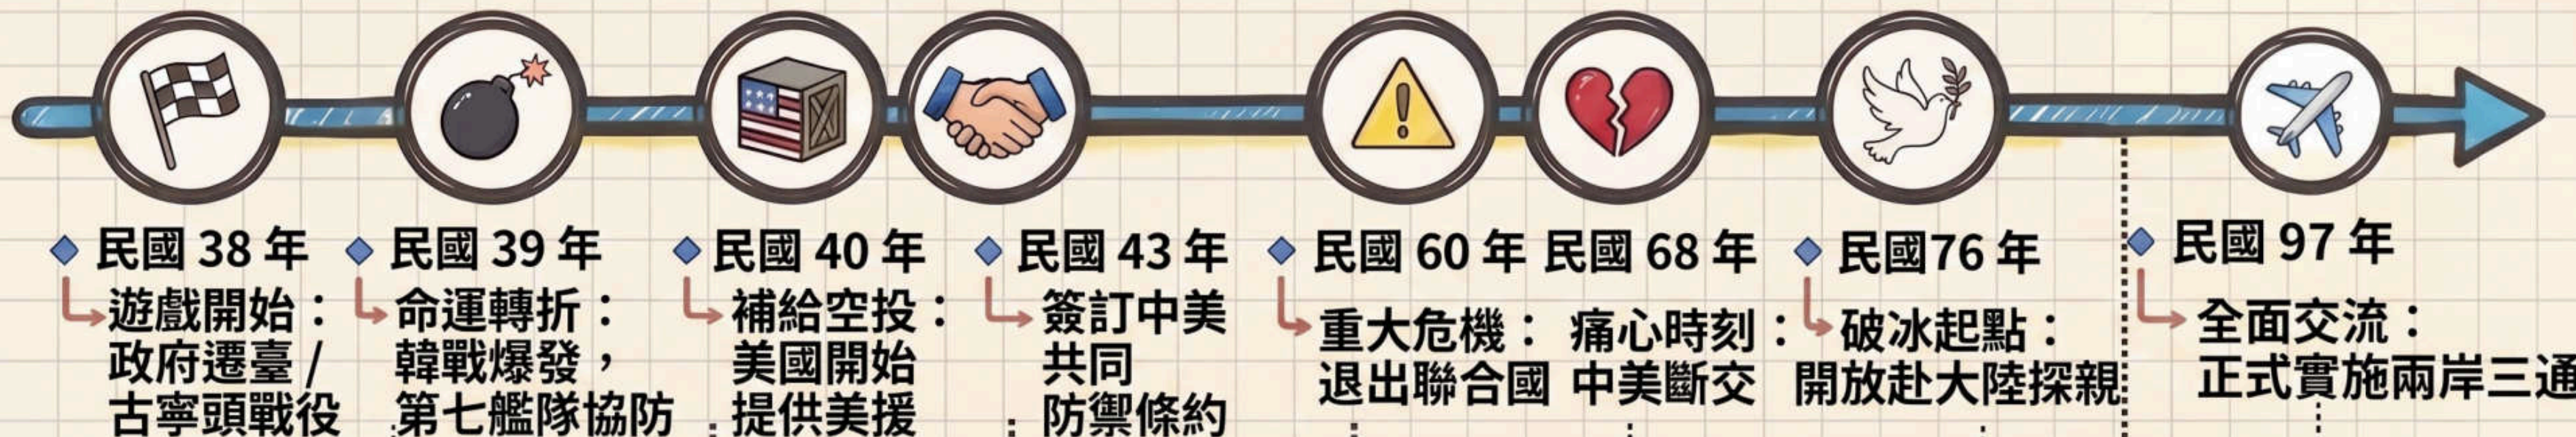 民國 38 年
遊戲開始：
政府遷臺 /
古寧頭戰役
民國 39 年
命運轉折：
韓戰爆發，
第七艦隊協防
民國 40 年
補給空投：
美國開始
提供美援
民國 43 年
簽訂中美
共同
防禦條約
民國 60 年
重大危機：
退出聯合國
民國 68 年
痛心時刻：
中美斷交
民國76 年
破冰起點：
開放赴大陸探親
民國 97 年
全面交流：
正式實施兩岸三通